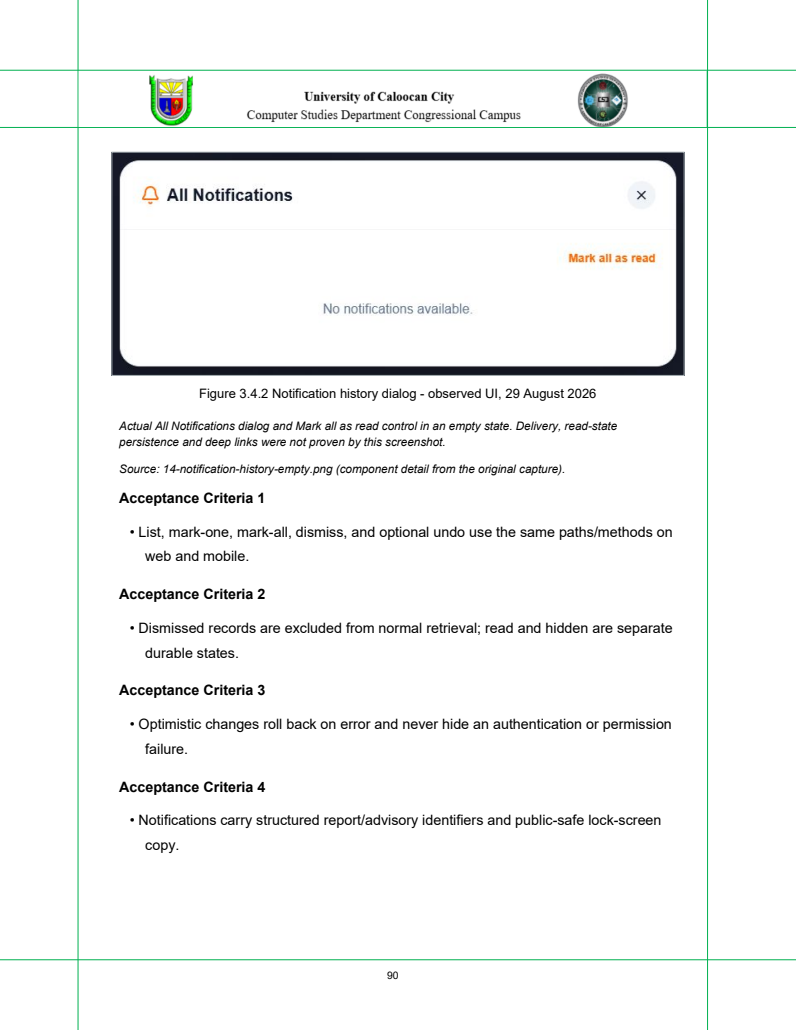 University of Caloocan City
Computer Studies Department Congressional Campus
All Notifications
Mark all as read
No notifications available.
Figure 3.4.2 Notification history dialog - observed UI, 29 August 2026
Actual All Notifications dialog and Mark all as read control in an empty state. Delivery, read-state
persistence and deep links were not proven by this screenshot.
Source: 14-notification-history-empty.png (component detail from the original capture).
Acceptance Criteria 1
• List, mark-one, mark-all, dismiss, and optional undo use the same paths/methods on
web and mobile.
Acceptance Criteria 2
• Dismissed records are excluded from normal retrieval; read and hidden are separate
durable states.
Acceptance Criteria 3
• Optimistic changes roll back on error and never hide an authentication or permission
failure.
Acceptance Criteria 4
• Notifications carry structured report/advisory identifiers and public-safe lock-screen
copy.
90